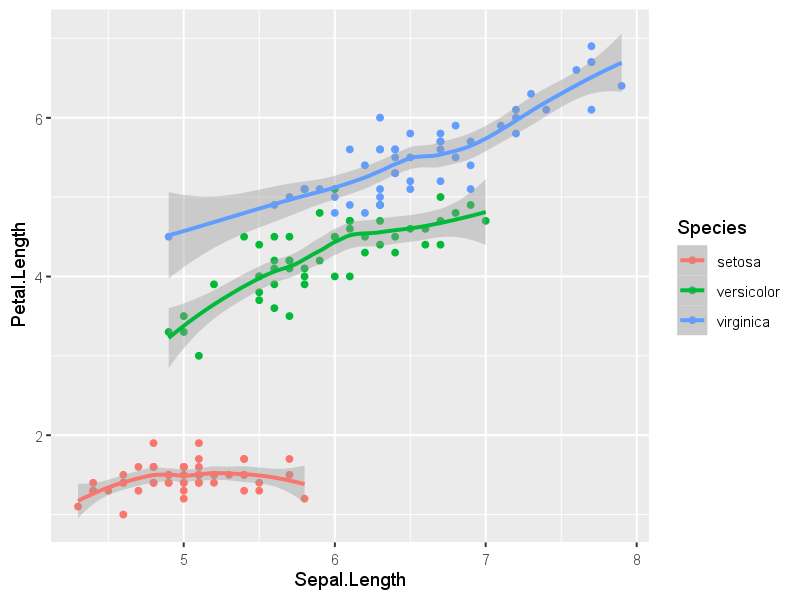 6
4
2
5 6 7 8
Sepal.Length
Petal.Length
Species
setosa
versicolor
virginica